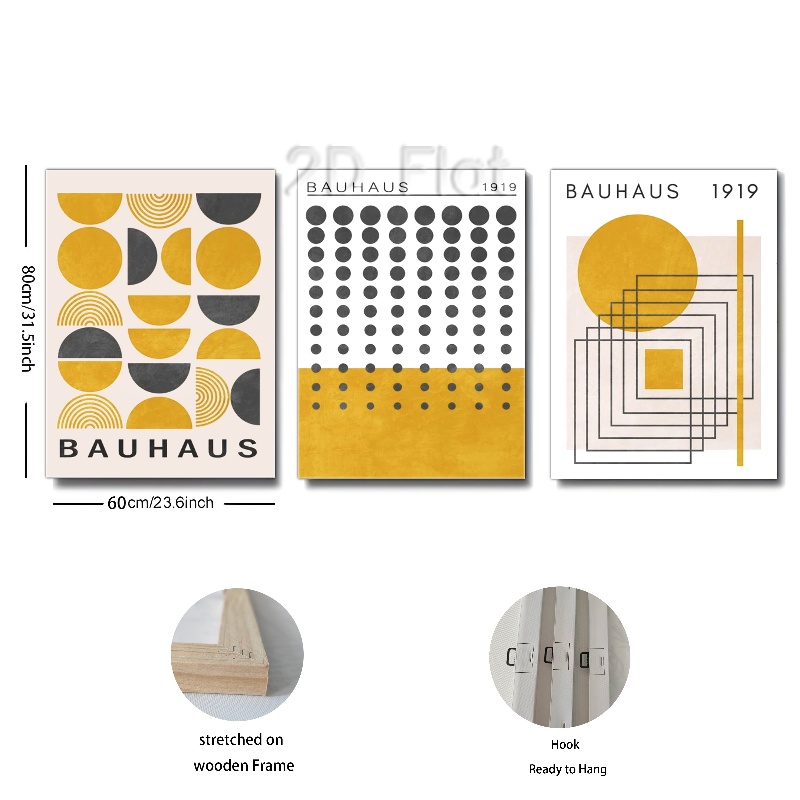 2D Flat
BAUHAUS 1919
BAUHAUS 1919
80cm/31.5inch
BAUHAUS
60cm/23.6inch
stretched on
wooden Frame
Hook
Ready to Hang